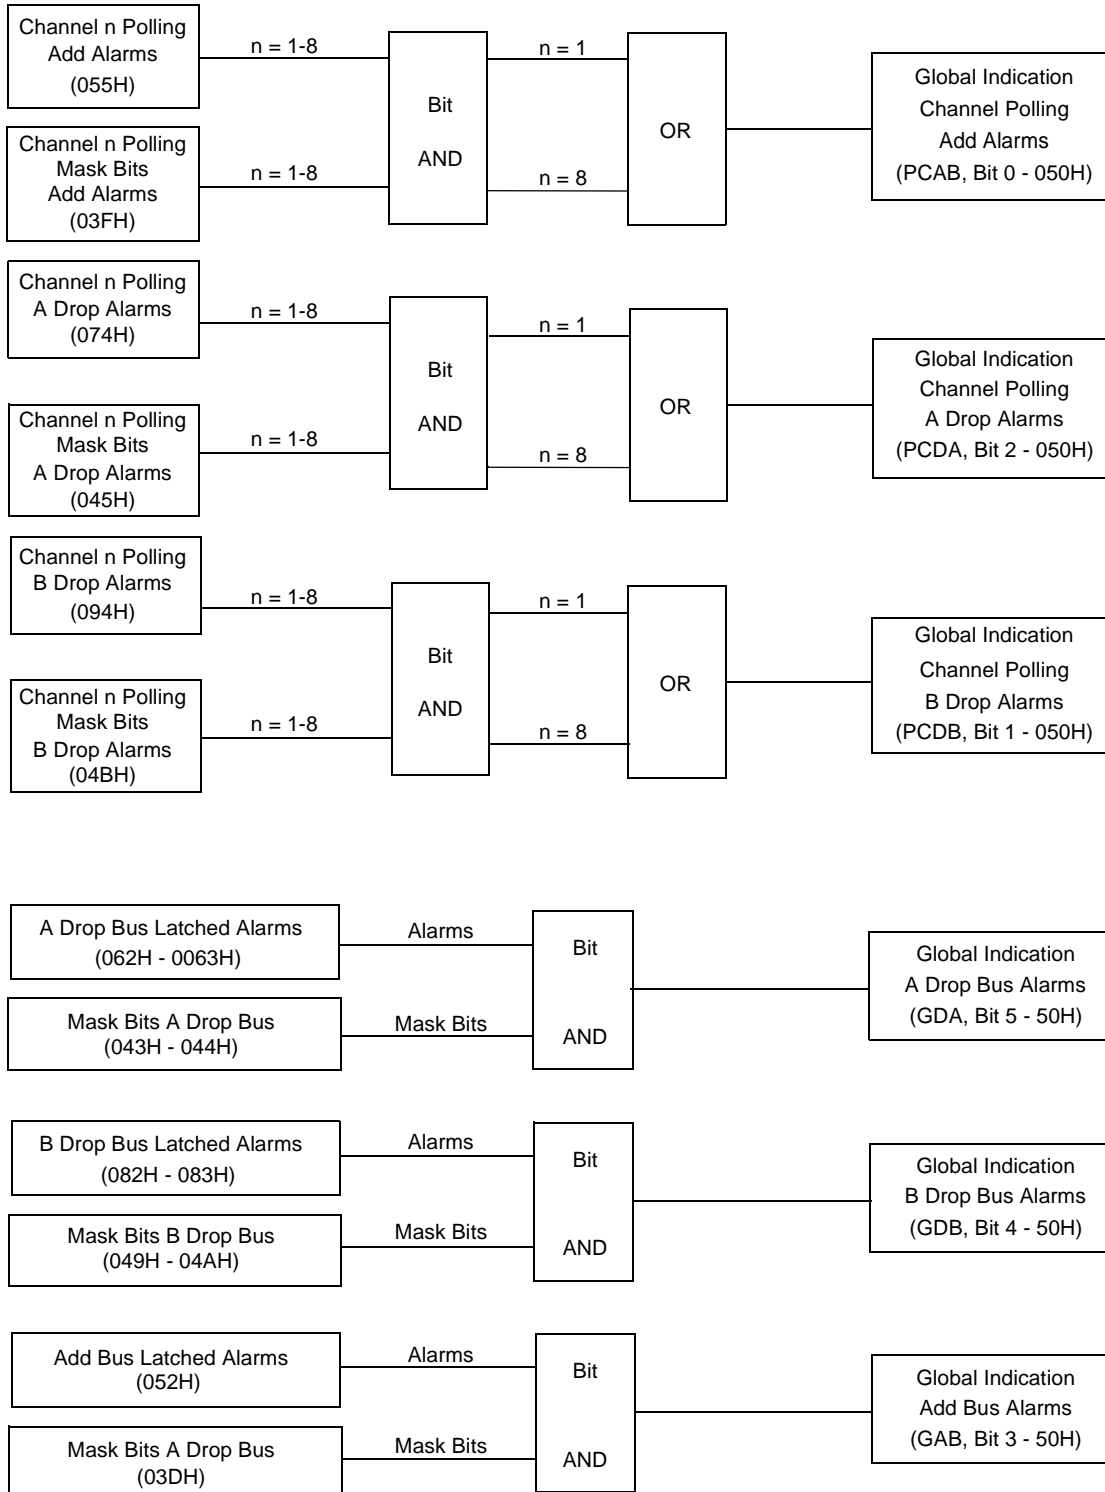 Channel n Polling
Add Alarms
(055H)
n = 1-8
Channel n Polling
Mask Bits
Add Alarms
(03FH)
n = 1-8
Bit
AND
n = 1
n = 8
OR
Global Indication
Channel Polling
Add Alarms
(PCAB, Bit 0 - 050H)
Channel n Polling
A Drop Alarms
(074H)
n = 1-8
Channel n Polling
Mask Bits
A Drop Alarms
(045H)
n = 1-8
Bit
AND
n = 1
n = 8
OR
Global Indication
Channel Polling
A Drop Alarms
(PCDA, Bit 2 - 050H)
Channel n Polling
B Drop Alarms
(094H)
n = 1-8
Channel n Polling
Mask Bits
B Drop Alarms
(04BH)
n = 1-8
Bit
AND
n = 1
n = 8
OR
Global Indication
Channel Polling
B Drop Alarms
(PCDB, Bit 1 - 050H)
A Drop Bus Latched Alarms
(062H - 0063H)
Alarms
Mask Bits A Drop Bus
(043H - 044H)
Mask Bits
Bit
AND
Global Indication
A Drop Bus Alarms
(GDA, Bit 5 - 50H)
B Drop Bus Latched Alarms
(082H - 083H)
Alarms
Mask Bits B Drop Bus
(049H - 04AH)
Mask Bits
Bit
AND
Global Indication
B Drop Bus Alarms
(GDB, Bit 4 - 50H)
Add Bus Latched Alarms
(052H)
Alarms
Mask Bits A Drop Bus
(03DH)
Mask Bits
Bit
AND
Global Indication
Add Bus Alarms
(GAB, Bit 3 - 50H)